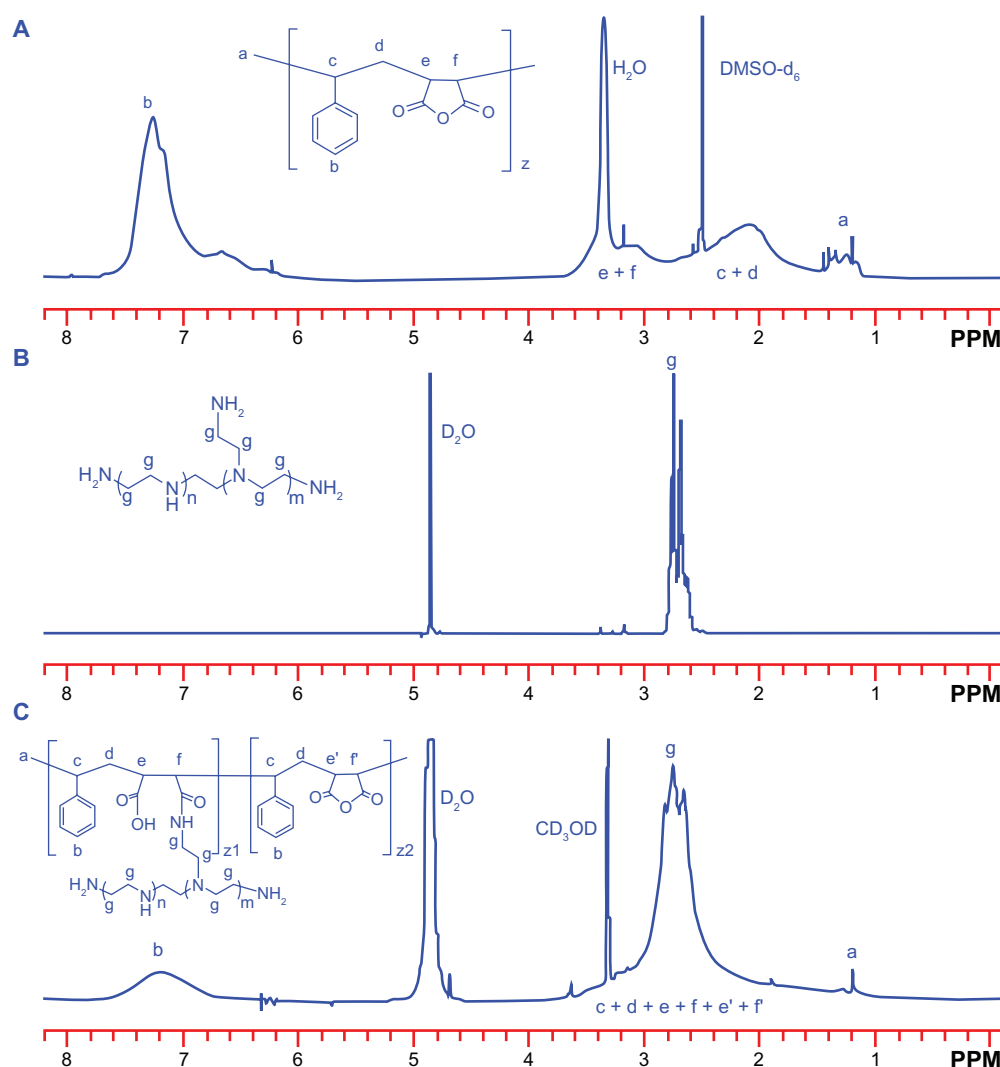 A
a
c
d
e
f
O
O
O
b
z
b
H₂O
DMSO-d₆
e + f
c + d
a
8 7 6 5 4 3 2 1 PPM
B
NH₂
g
g
H₂N
g
g
N
H
n
N
g
g
m
NH₂
D₂O
g
8 7 6 5 4 3 2 1 PPM
C
a
c
d
e
f
c
d
e'
f'
O
OH
O
NH
O
O
O
b
z1
b
z2
g
g
H₂N
g
g
N
H
n
N
g
g
m
NH₂
b
D₂O
CD₃OD
g
a
c + d + e + f + e' + f'
8 7 6 5 4 3 2 1 PPM